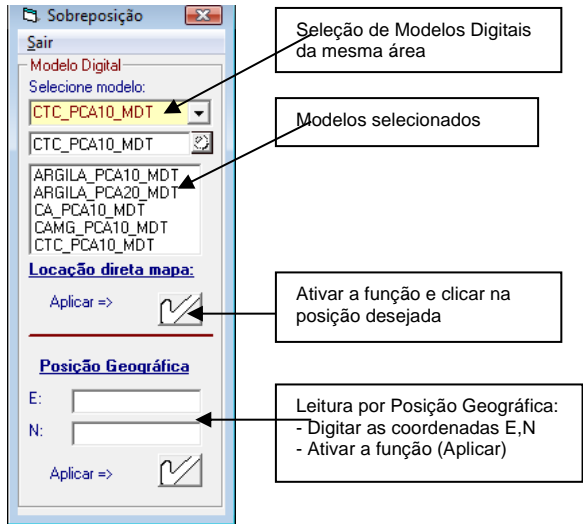 Sobreposição
Sair
Modelo Digital
Selecione modelo:
CTC_PCA10_MDT
CTC_PCA10_MDT
ARGILA_PCA10_MDT
ARGILA_PCA20_MDT
CA_PCA10_MDT
CAMG_PCA10_MDT
CTC_PCA10_MDT
Locação direta mapa:
Aplicar =>
Posição Geográfica
E:
N:
Aplicar =>
Seleção de Modelos Digitais
da mesma área
Modelos selecionados
Ativar a função e clicar na
posição desejada
Leitura por Posição Geográfica:
- Digitar as coordenadas E,N
- Ativar a função (Aplicar)